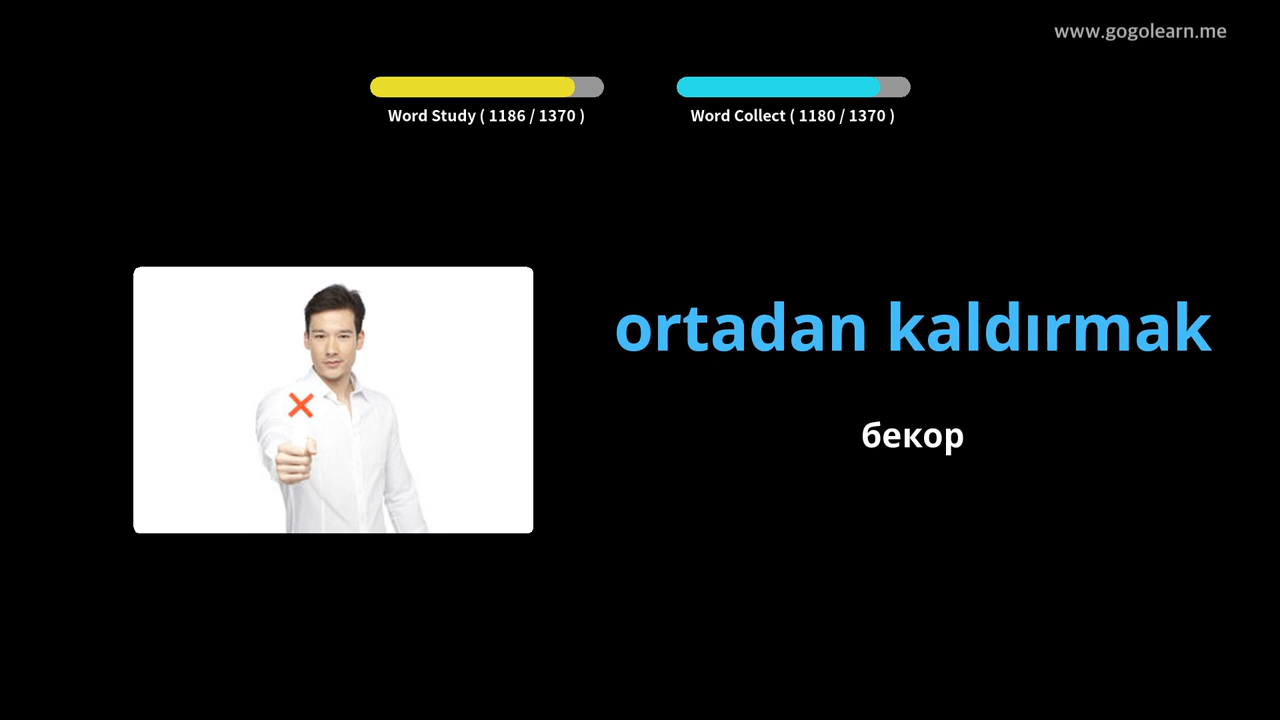 www.gogolearn.me
Word Study ( 1186 / 1370 )
Word Collect ( 1180 / 1370 )
ortadan kaldırmak
бекор